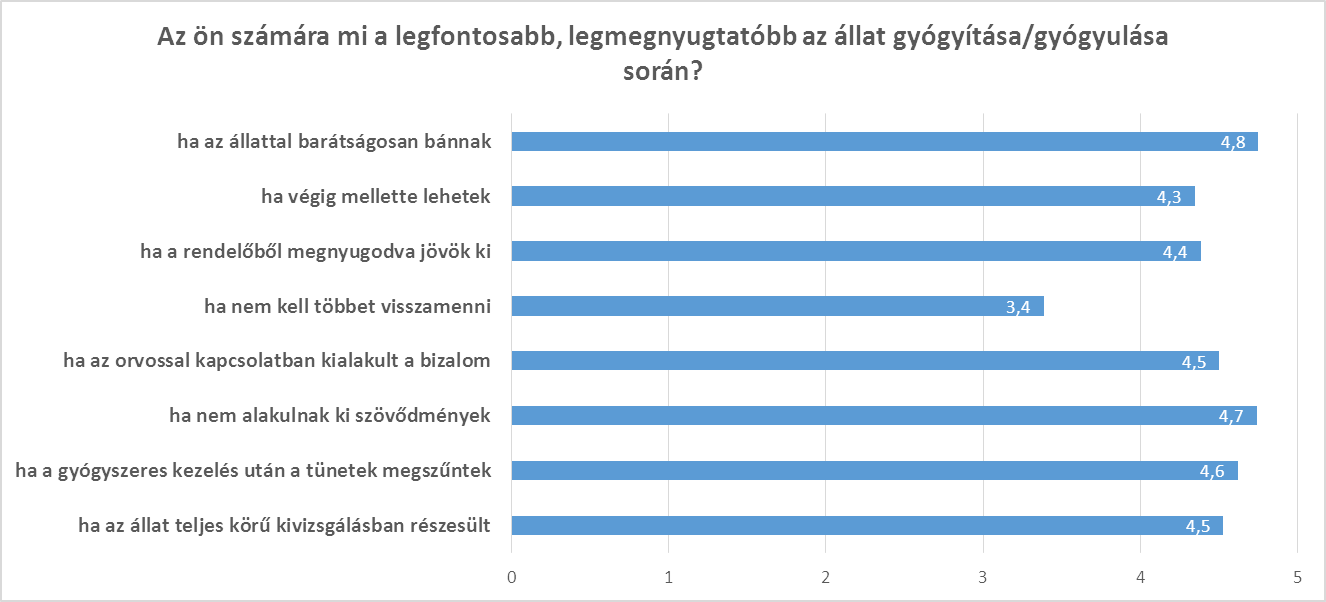 Az ön számára mi a legfontosabb, legmegnyugtatóbb az állat gyógyítása/gyógyulása
során?
ha az állattal barátságosan bánnak
4,8
ha végig mellette lehetek
4,3
ha a rendelőből megnyugodva jövök ki
4,4
ha nem kell többet visszamenni
3,4
ha az orvossal kapcsolatban kialakult a bizalom
4,5
ha nem alakulnak ki szövődmények
4,7
ha a gyógyszeres kezelés után a tünetek megszűntek
4,6
ha az állat teljes körű kivizsgálásban részesült
4,5
0 1 2 3 4 5